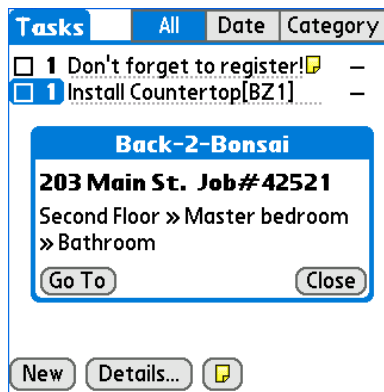 Tasks All Date Category
1 Don't forget to register! –
1 Install Countertop[BZ1] –
Back-2-Bonsai
203 Main St. Job#42521
Second Floor » Master bedroom
» Bathroom
Go To Close
New Details...